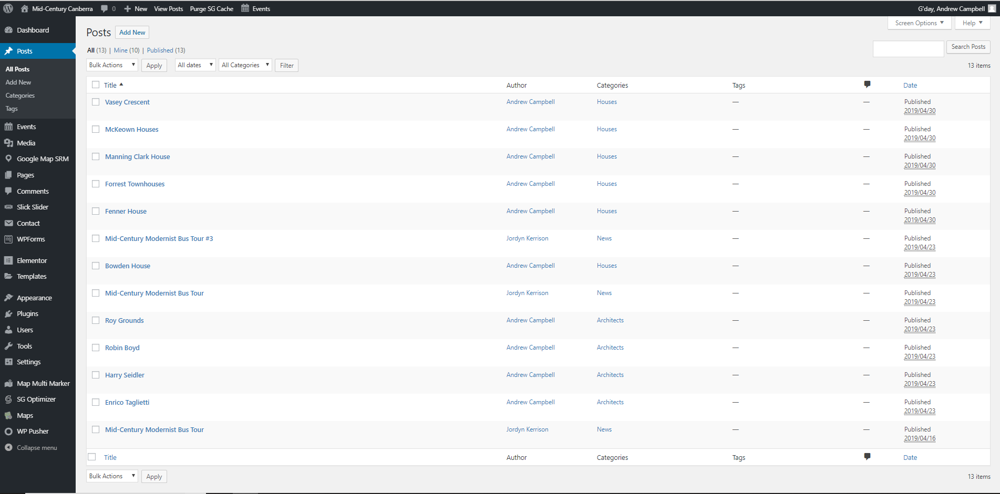 Mid-Century Canberra 0 New View Posts Purge SG Cache Events G'day, Andrew Campbell
Screen Options Help
Dashboard
Posts
All Posts
Add New
Categories
Tags
Events
Media
Google Map SRM
Pages
Comments
Slick Slider
Contact
WPForms
Elementor
Templates
Appearance
Plugins
Users
Tools
Settings
Map Multi Marker
SG Optimizer
Maps
WP Pusher
Collapse menu
Posts Add New
All (13) | Mine (10) | Published (13)
Search Posts
Bulk Actions Apply All dates All Categories Filter
13 items
Title Author Categories Tags Date
Vasey Crescent Andrew Campbell Houses — — Published
2019/04/30
McKeown Houses Andrew Campbell Houses — — Published
2019/04/30
Manning Clark House Andrew Campbell Houses — — Published
2019/04/30
Forrest Townhouses Andrew Campbell Houses — — Published
2019/04/30
Fenner House Andrew Campbell Houses — — Published
2019/04/30
Mid-Century Modernist Bus Tour #3 Jordyn Kerrison News — — Published
2019/04/23
Bowden House Andrew Campbell Houses — — Published
2019/04/23
Mid-Century Modernist Bus Tour Jordyn Kerrison News — — Published
2019/04/23
Roy Grounds Andrew Campbell Architects — — Published
2019/04/23
Robin Boyd Andrew Campbell Architects — — Published
2019/04/23
Harry Seidler Andrew Campbell Architects — — Published
2019/04/23
Enrico Taglietti Andrew Campbell Architects — — Published
2019/04/23
Mid-Century Modernist Bus Tour Jordyn Kerrison News — — Published
2019/04/16
Title Author Categories Tags Date
Bulk Actions Apply
13 items